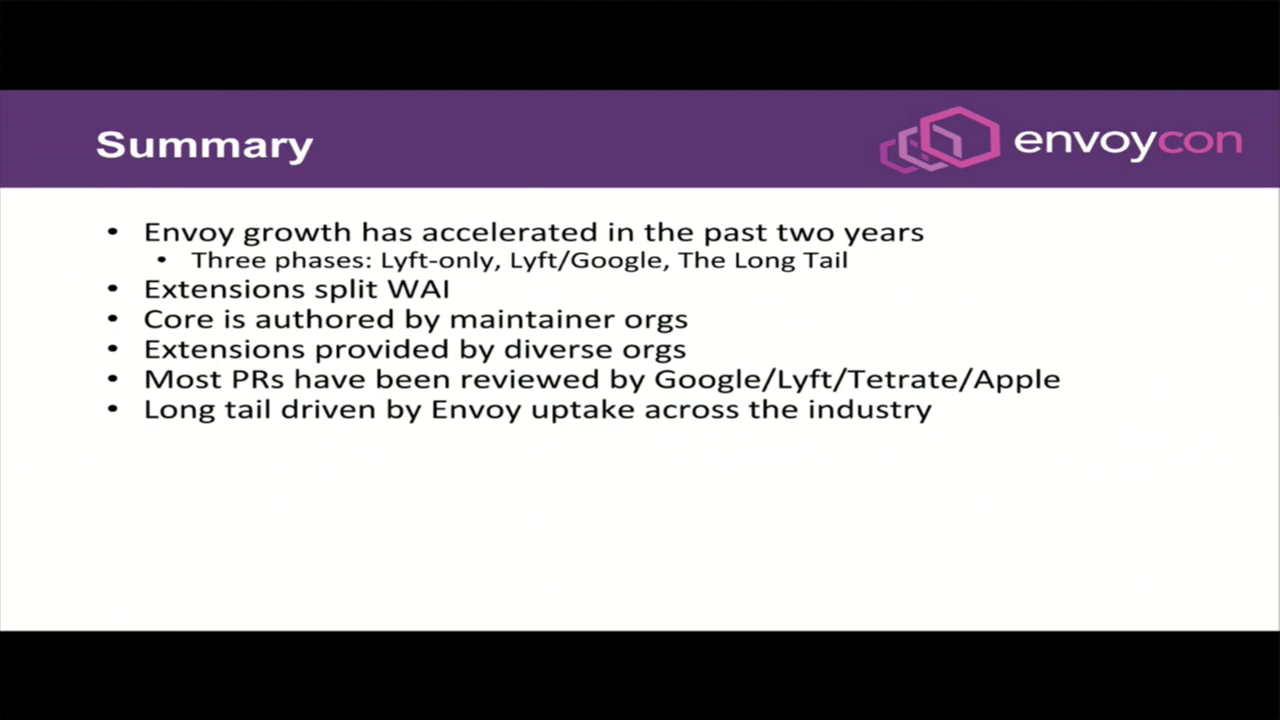 Summary
envoycon
• Envoy growth has accelerated in the past two years
• Three phases: Lyft-only, Lyft/Google, The Long Tail
• Extensions split WAI
• Core is authored by maintainer orgs
• Extensions provided by diverse orgs
• Most PRs have been reviewed by Google/Lyft/Tetrate/Apple
• Long tail driven by Envoy uptake across the industry